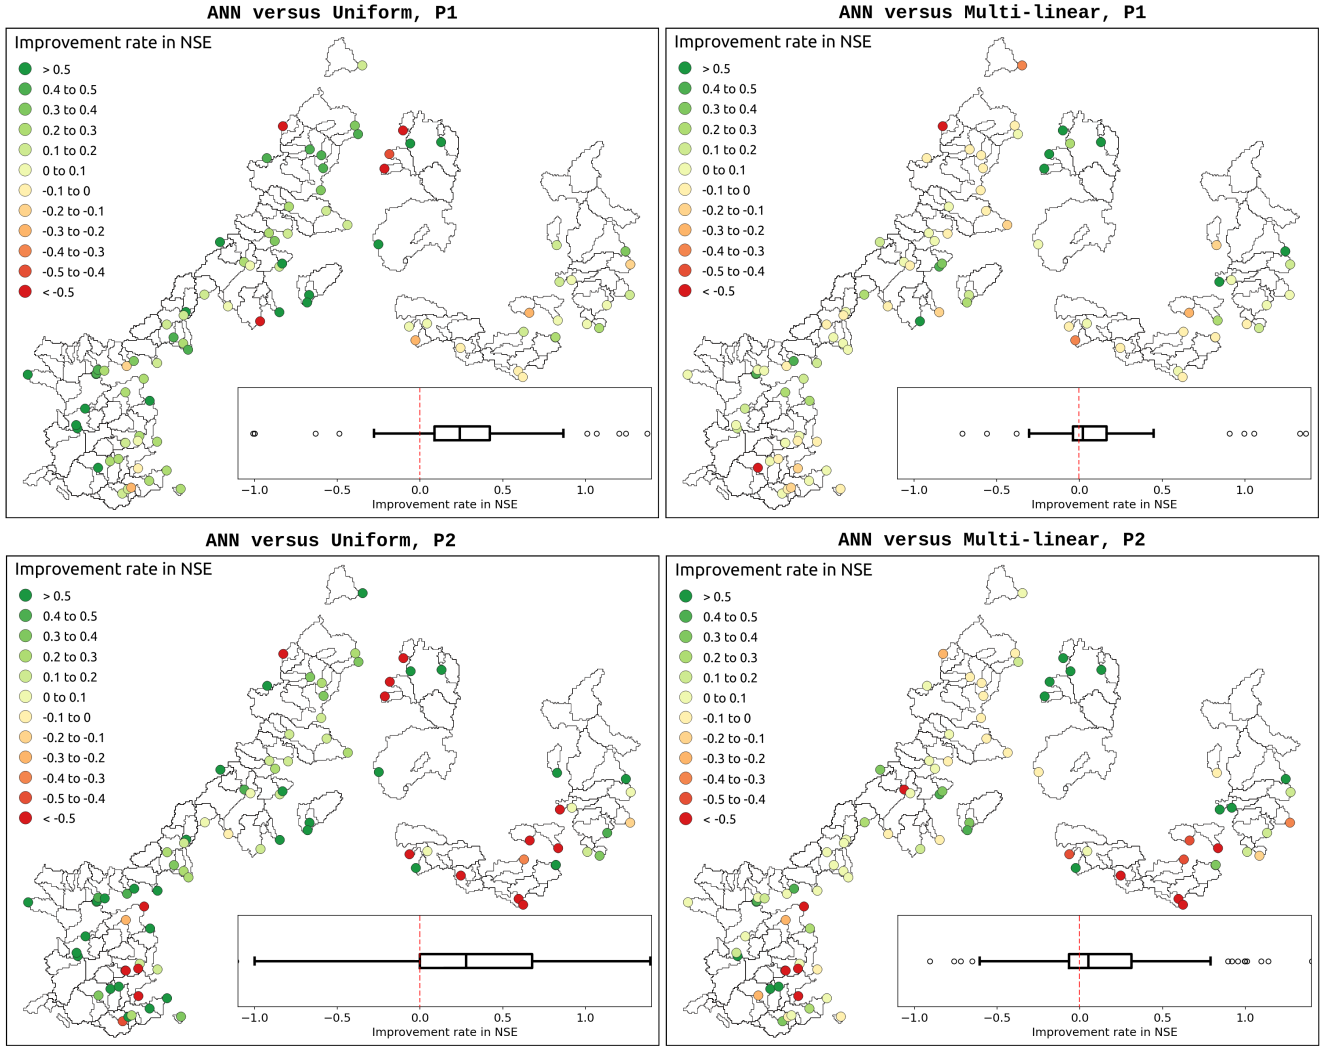 ANN versus Uniform, P1
Improvement rate in NSE
> 0.5
0.4 to 0.5
0.3 to 0.4
0.2 to 0.3
0.1 to 0.2
0 to 0.1
-0.1 to 0
-0.2 to -0.1
-0.3 to -0.2
-0.4 to -0.3
-0.5 to -0.4
< -0.5
−1.0 −0.5 0.0 0.5 1.0
Improvement rate in NSE
ANN versus Multi-linear, P1
Improvement rate in NSE
> 0.5
0.4 to 0.5
0.3 to 0.4
0.2 to 0.3
0.1 to 0.2
0 to 0.1
-0.1 to 0
-0.2 to -0.1
-0.3 to -0.2
-0.4 to -0.3
-0.5 to -0.4
< -0.5
−1.0 −0.5 0.0 0.5 1.0
Improvement rate in NSE
ANN versus Uniform, P2
Improvement rate in NSE
> 0.5
0.4 to 0.5
0.3 to 0.4
0.2 to 0.3
0.1 to 0.2
0 to 0.1
-0.1 to 0
-0.2 to -0.1
-0.3 to -0.2
-0.4 to -0.3
-0.5 to -0.4
< -0.5
−1.0 −0.5 0.0 0.5 1.0
Improvement rate in NSE
ANN versus Multi-linear, P2
Improvement rate in NSE
> 0.5
0.4 to 0.5
0.3 to 0.4
0.2 to 0.3
0.1 to 0.2
0 to 0.1
-0.1 to 0
-0.2 to -0.1
-0.3 to -0.2
-0.4 to -0.3
-0.5 to -0.4
< -0.5
−1.0 −0.5 0.0 0.5 1.0
Improvement rate in NSE